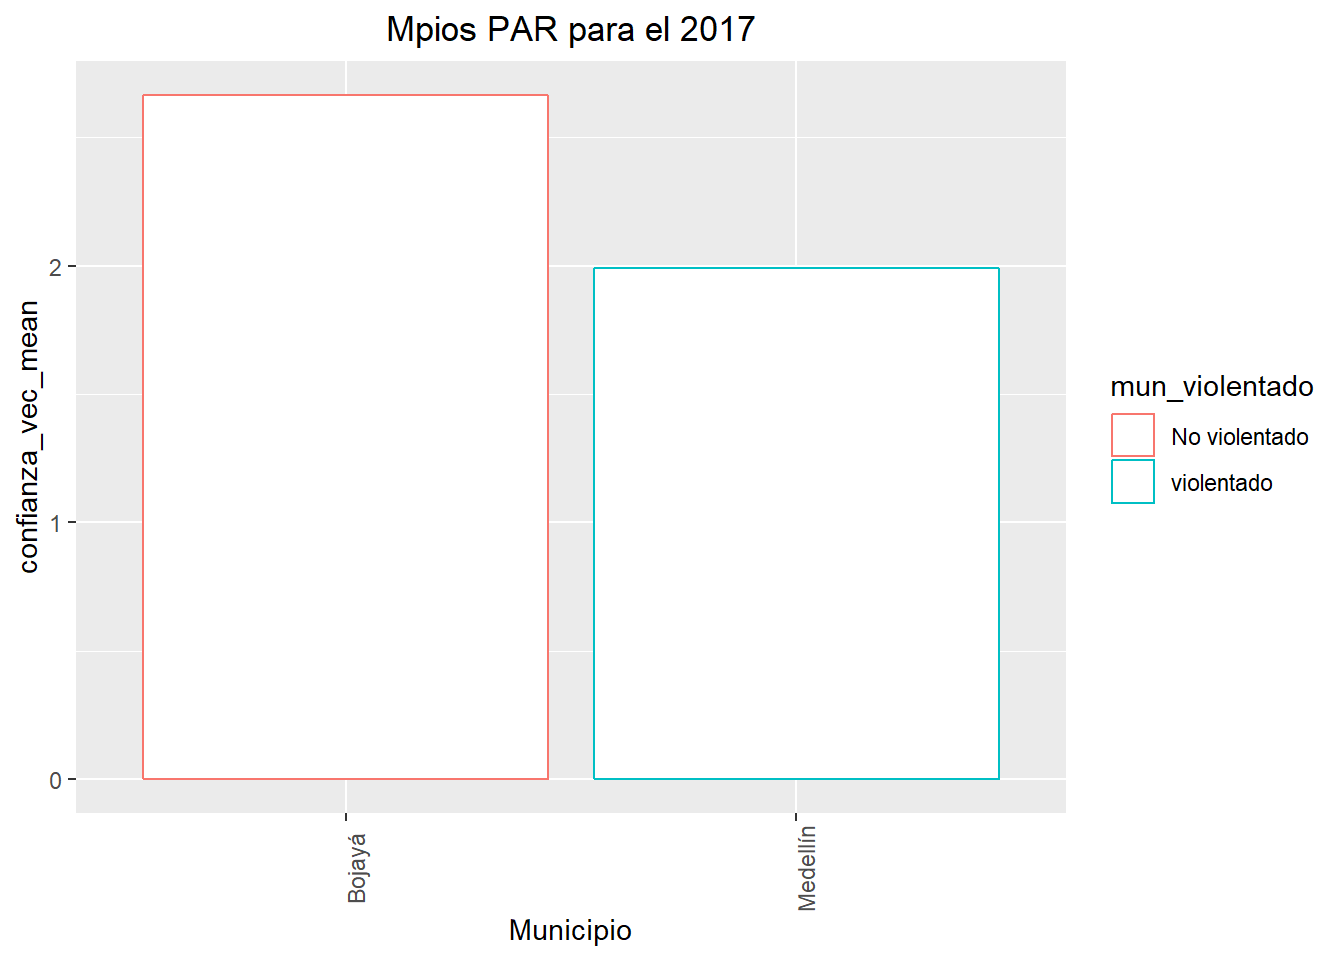 Mpios PAR para el 2017
confianza_vec_mean
2
1
0
Bojayá
Medellín
Municipio
mun_violentado
No violentado
violentado